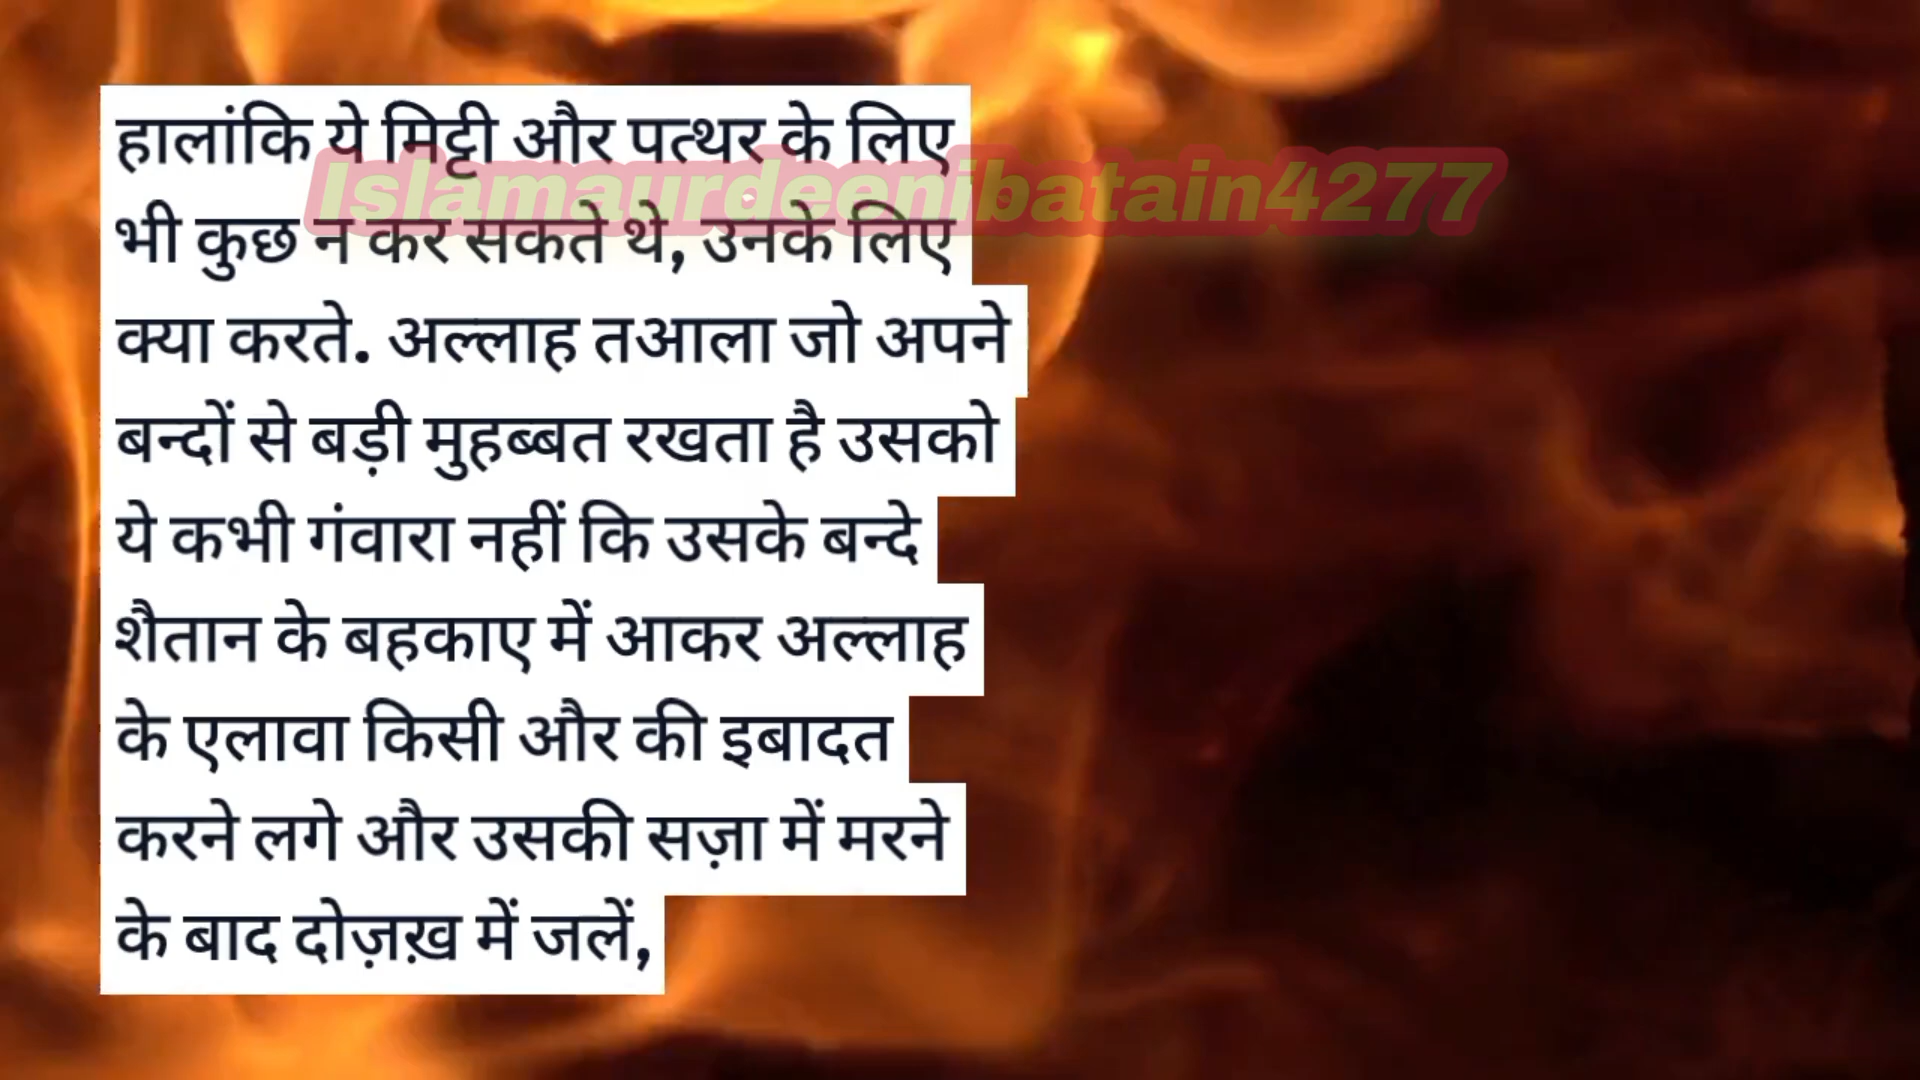 हालांकि ये मिट्टी और पत्थर के लिए
Islamaurdeenibatain4277
भी कुछ न कर सकते थे, उनके लिए
क्या करते. अल्लाह तआला जो अपने
बन्दों से बड़ी मुहब्बत रखता है उसको
ये कभी गंवारा नहीं कि उसके बन्दे
शैतान के बहकाए में आकर अल्लाह
के एलावा किसी और की इबादत
करने लगे और उसकी सज़ा में मरने
के बाद दोज़ख़ में जलें,